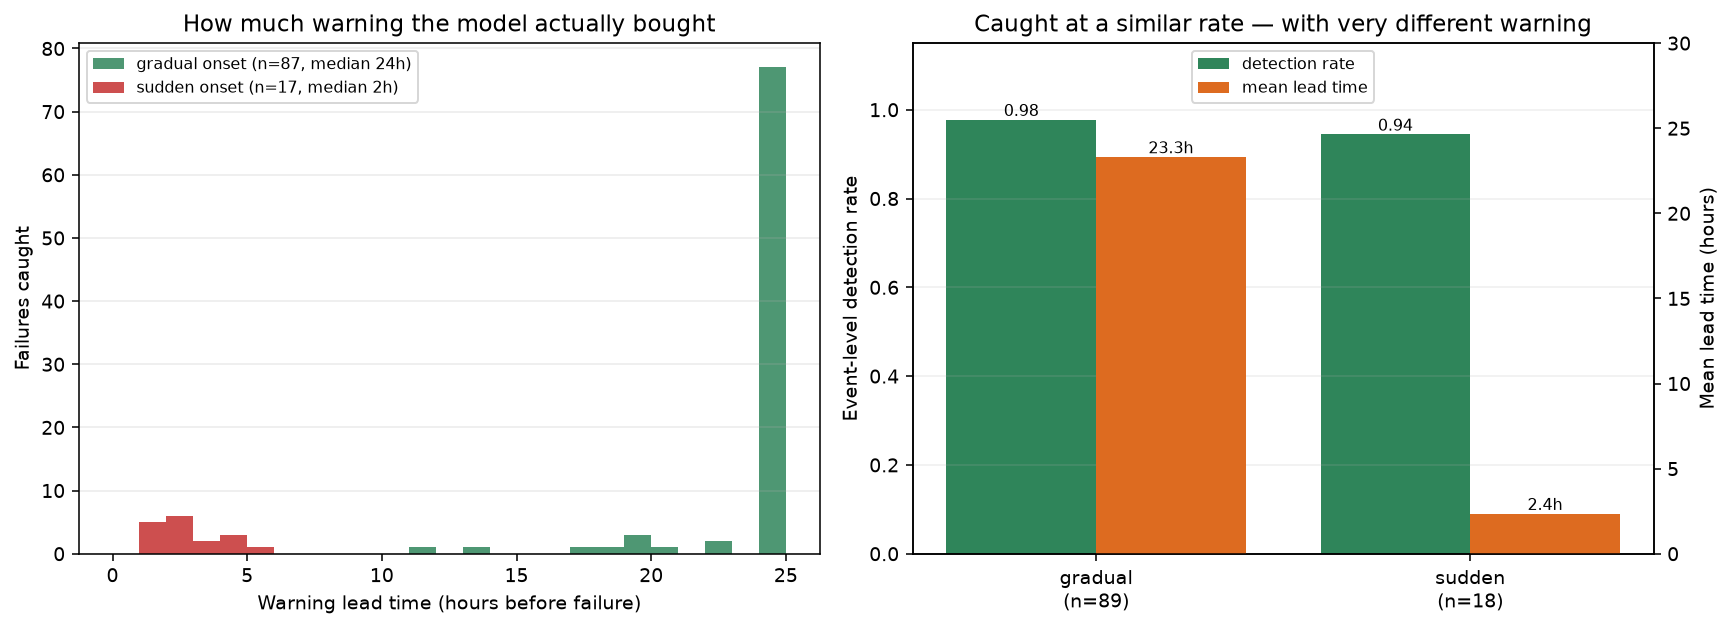 How much warning the model actually bought
gradual onset (n=87, median 24h)
sudden onset (n=17, median 2h)
Failures caught
80
70
60
50
40
30
20
10
0
0 5 10 15 20 25
Warning lead time (hours before failure)
Caught at a similar rate — with very different warning
detection rate
mean lead time
Event-level detection rate
1.0
0.8
0.6
0.4
0.2
0.0
0.98
23.3h
0.94
2.4h
30
25
20
15
10
5
0
Mean lead time (hours)
gradual sudden
(n=89) (n=18)